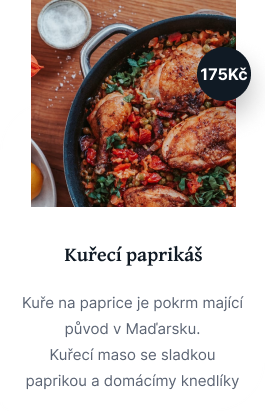 175Kč
Kuřecí paprikáš
Kuře na paprice je pokrm mající
původ v Maďarsku.
Kuřecí maso se sladkou
paprikou a domácímy knedlíky